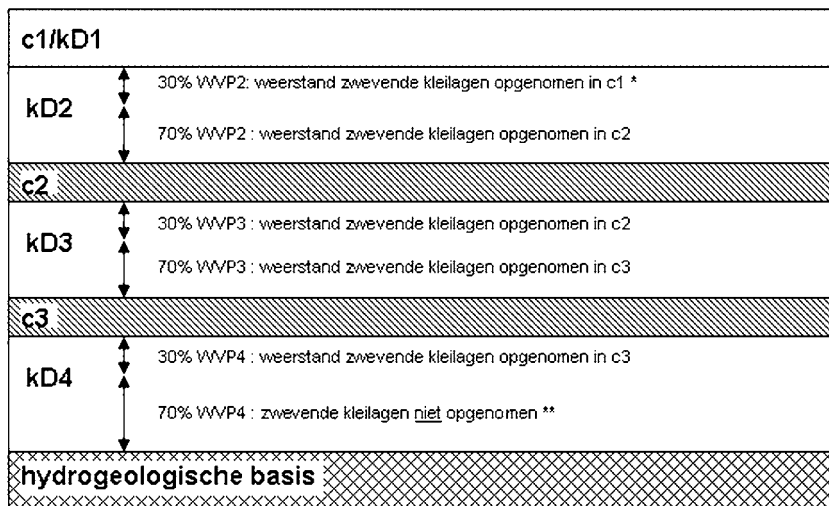 c1/kD1
30% WVP2: weerstand zwevende kleilagen opgenomen in c1 *
kD2
70% WVP2 : weerstand zwevende kleilagen opgenomen in c2
c2
30% WVP3 : weerstand zwevende kleilagen opgenomen in c2
kD3
70% WVP3 : weerstand zwevende kleilagen opgenomen in c3
c3
30% WVP4 : weerstand zwevende kleilagen opgenomen in c3
kD4
70% WVP4 : zwevende kleilagen niet opgenomen **
hydrogeologische basis